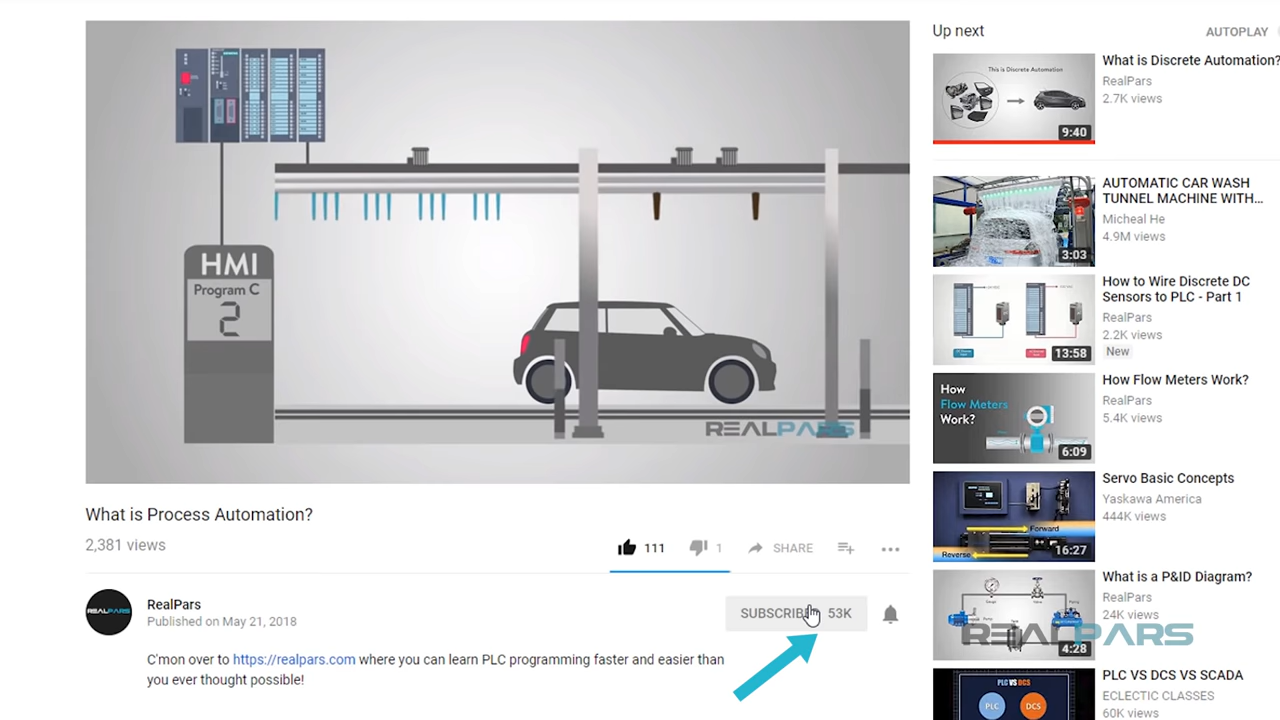 HMI
Program C
2
REALPARS
What is Process Automation?
2,381 views
111
1
SHARE
REALPARS
RealPars
Published on May 21, 2018
SUBSCRIBE 53K
C'mon over to https://realpars.com where you can learn PLC programming faster and easier than
you ever thought possible!
Up next
AUTOPLAY
This is Discrete Automation
9:40
What is Discrete Automation?
RealPars
2.7K views
3:03
AUTOMATIC CAR WASH
TUNNEL MACHINE WITH...
Micheal He
4.9M views
13:58
How to Wire Discrete DC
Sensors to PLC - Part 1
RealPars
2.2K views
New
How
Flow Meters
Work?
6:09
How Flow Meters Work?
RealPars
5.4K views
Forward
Reverse
16:27
Servo Basic Concepts
Yaskawa America
444K views
4:28
What is a P&ID Diagram?
RealPars
24K views
REALPARS
PLC VS DCS
PLC
DCS
PLC VS DCS VS SCADA
ECLECTIC CLASSES
60K views